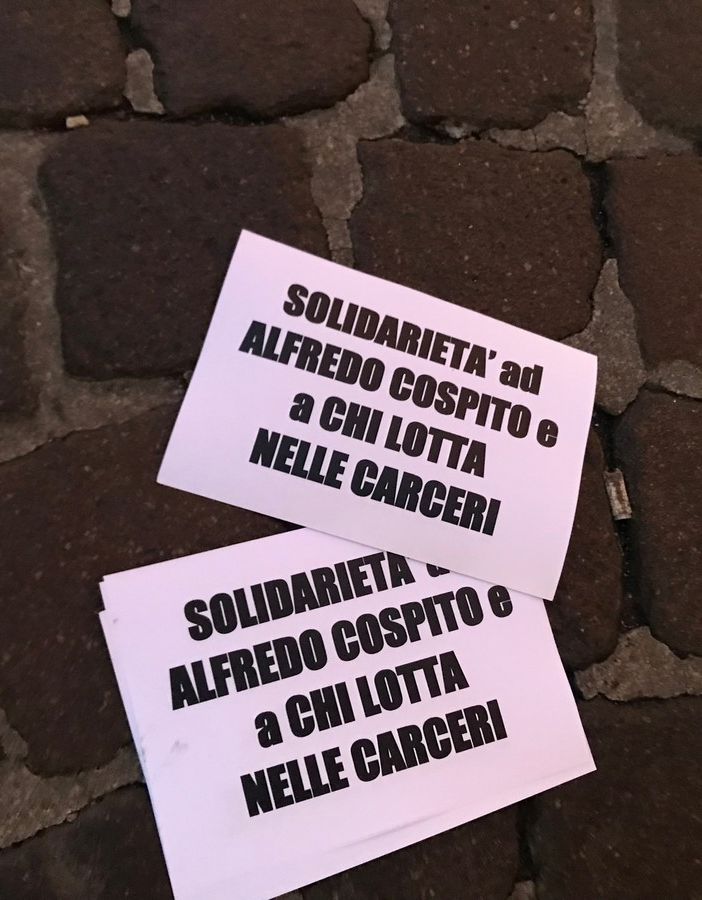 SOLIDARIETA' ad
ALFREDO COSPITO e
a CHI LOTTA
NELLE CARCERI
SOLIDARIETA'
ALFREDO COSPITO e
a CHI LOTTA
NELLE CARCERI